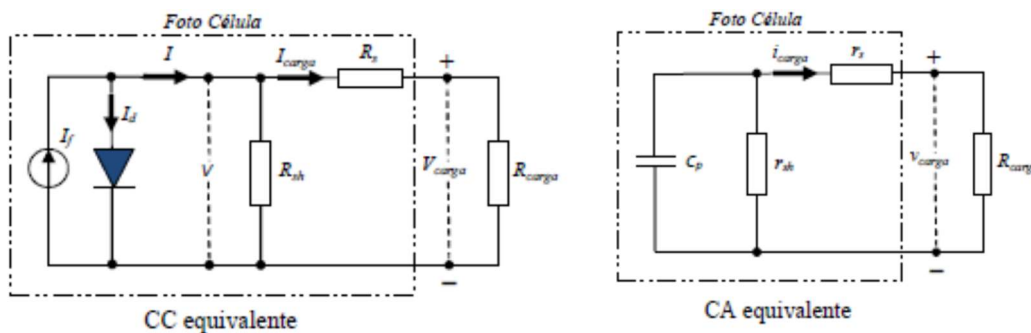 Foto Célula
I
I_carga
R_s
+
I_d
I_f
V
R_sh
V_carga
R_carga
−
CC equivalente
Foto Célula
i_carga
r_s
+
C_p
r_sh
v_carga
R_carg
−
CA equivalente